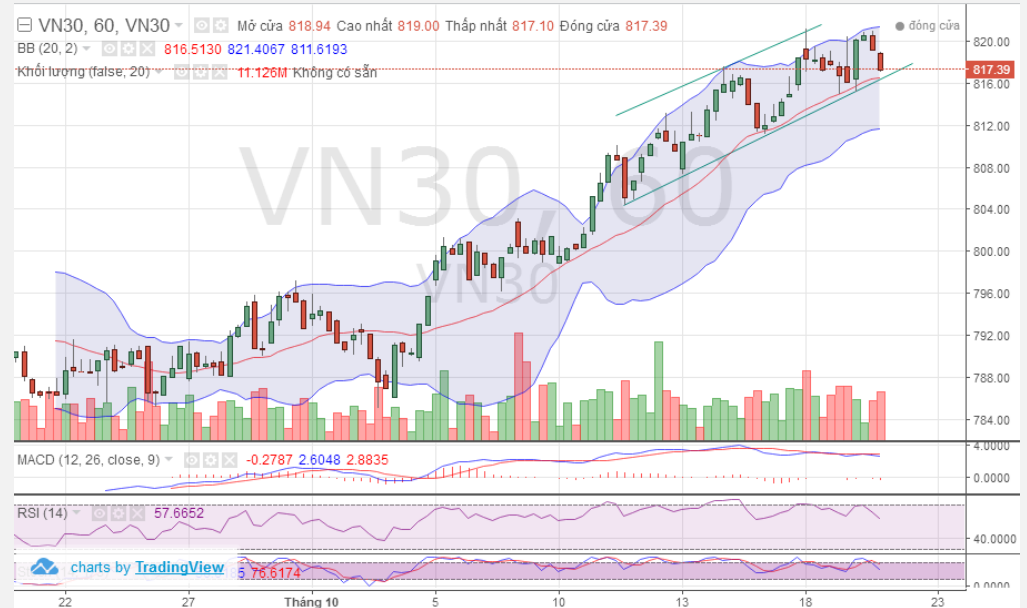 VN30, 60, VN30 Mở cửa 818.94 Cao nhất 819.00 Thấp nhất 817.10 Đóng cửa 817.39
đóng cửa
BB (20, 2) 816.5130 821.4067 811.6193
Khối lượng (false, 20) 11.126M Không có sẵn
820.00
817.39
816.00
812.00
808.00
804.00
800.00
796.00
792.00
788.00
784.00
VN30, 60
VN30
MACD (12, 26, close, 9) -0.2787 2.6048 2.8835
4.0000
0.0000
RSI (14) 57.6652
40.0000
charts by TradingView
76.6174
0.0000
22 27 Tháng 10 5 10 13 18 23